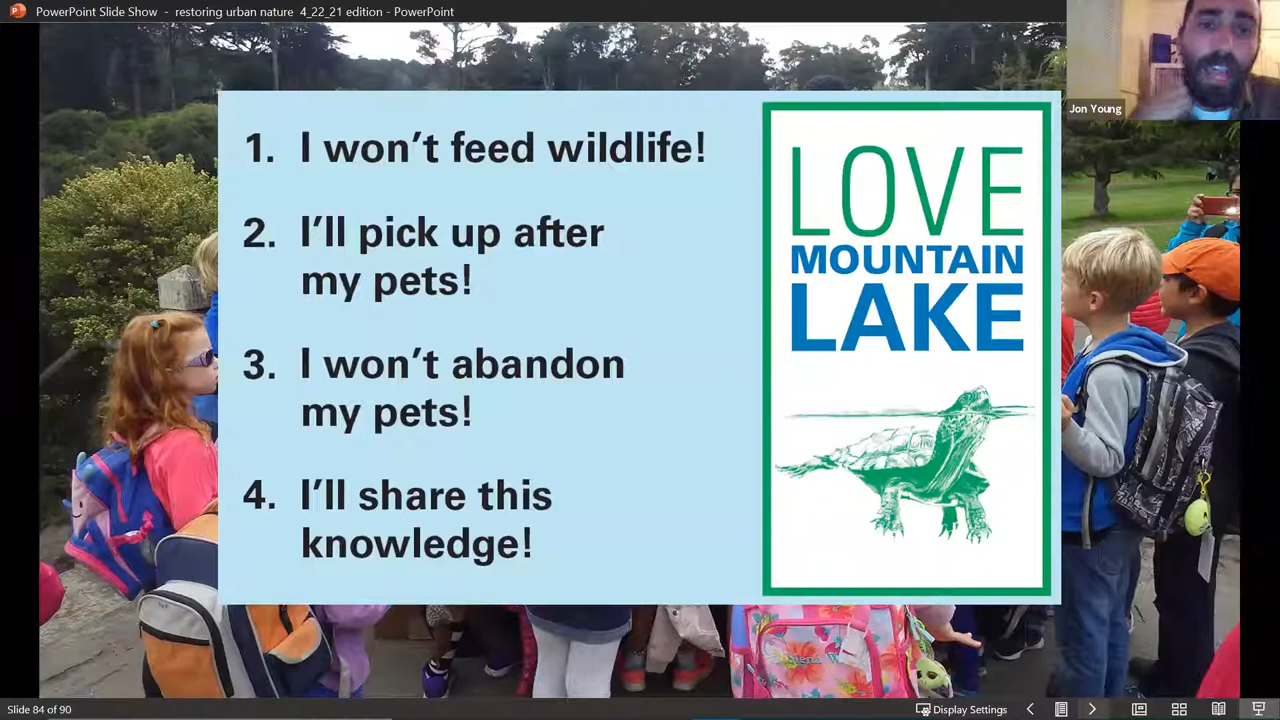 PowerPoint Slide Show - restoring urban nature 4_22_21 edition - PowerPoint
Jon Young
1. I won't feed wildlife!
2. I'll pick up after
my pets!
3. I won't abandon
my pets!
4. I'll share this
knowledge!
LOVE
MOUNTAIN
LAKE
Slide 84 of 90
Display Settings